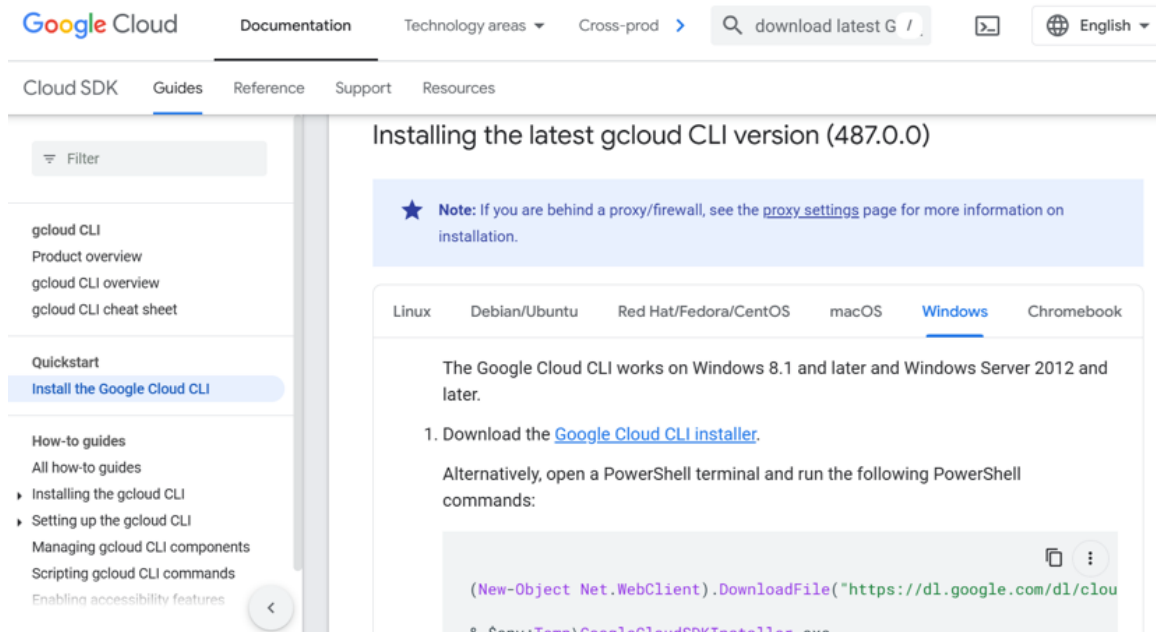 Google Cloud
Documentation
Technology areas
Cross-prod
download latest G /
English
Cloud SDK
Guides
Reference
Support
Resources
Filter
gcloud CLI
Product overview
gcloud CLI overview
gcloud CLI cheat sheet
Quickstart
Install the Google Cloud CLI
How-to guides
All how-to guides
Installing the gcloud CLI
Setting up the gcloud CLI
Managing gcloud CLI components
Scripting gcloud CLI commands
Enabling accessibility features
Installing the latest gcloud CLI version (487.0.0)
Note: If you are behind a proxy/firewall, see the proxy settings page for more information on
installation.
Linux
Debian/Ubuntu
Red Hat/Fedora/CentOS
macOS
Windows
Chromebook
The Google Cloud CLI works on Windows 8.1 and later and Windows Server 2012 and
later.
1. Download the Google Cloud CLI installer.
Alternatively, open a PowerShell terminal and run the following PowerShell
commands:
(New-Object Net.WebClient).DownloadFile("https://dl.google.com/dl/clou
& $env:Temp\GoogleCloudSDKInstaller.exe